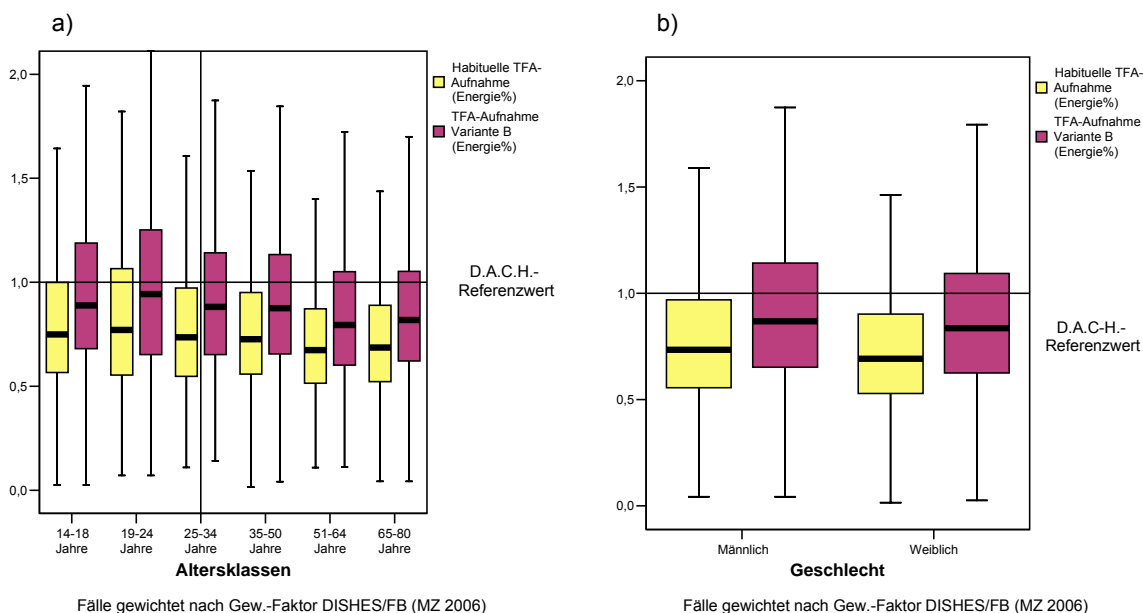 a)
2,0
1,5
1,0
0,5
0,0
14-18
Jahre
19-24
Jahre
25-34
Jahre
35-50
Jahre
51-64
Jahre
65-80
Jahre
Altersklassen
Fälle gewichtet nach Gew.-Faktor DISHES/FB (MZ 2006)
Habituelle TFA-
Aufnahme
(Energie%)
TFA-Aufnahme
Variante B
(Energie%)
D.A.C.H.-
Referenzwert
b)
2,0
1,5
1,0
0,5
0,0
Männlich
Weiblich
Geschlecht
Fälle gewichtet nach Gew.-Faktor DISHES/FB (MZ 2006)
Habituelle TFA-
Aufnahme
(Energie%)
TFA-Aufnahme
Variante B
(Energie%)
D.A.C-H.-
Referenzwert